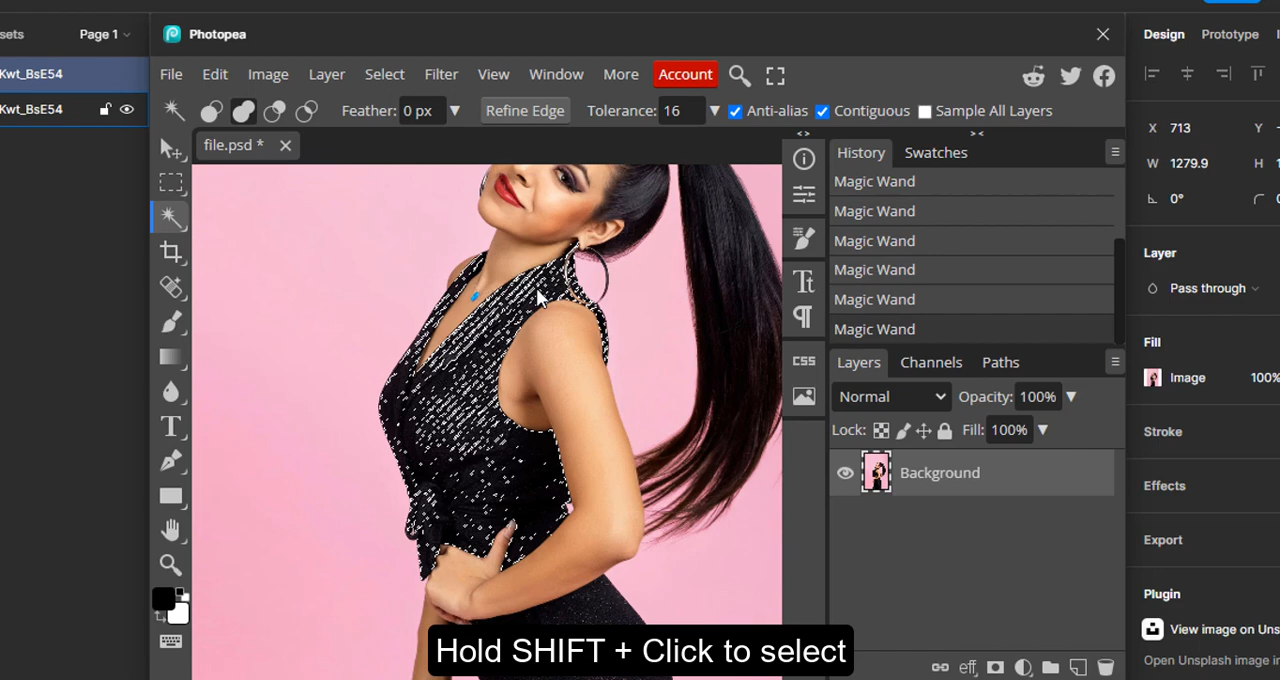 sets
Page 1
Kwt_BsE54
Kwt_BsE54
Photopea
File Edit Image Layer Select Filter View Window More Account
Feather: 0 px Refine Edge Tolerance: 16 Anti-alias Contiguous Sample All Layers
file.psd *
History Swatches
Magic Wand
Magic Wand
Magic Wand
Magic Wand
Magic Wand
Magic Wand
CSS
Layers Channels Paths
Normal Opacity: 100%
Lock: Fill: 100%
Background
eff
Hold SHIFT + Click to select
Design Prototype
X 713 Y
W 1279.9 H
0°
Layer
Pass through
Fill
Image 100%
Stroke
Effects
Export
Plugin
View image on Uns
Open Unsplash image in